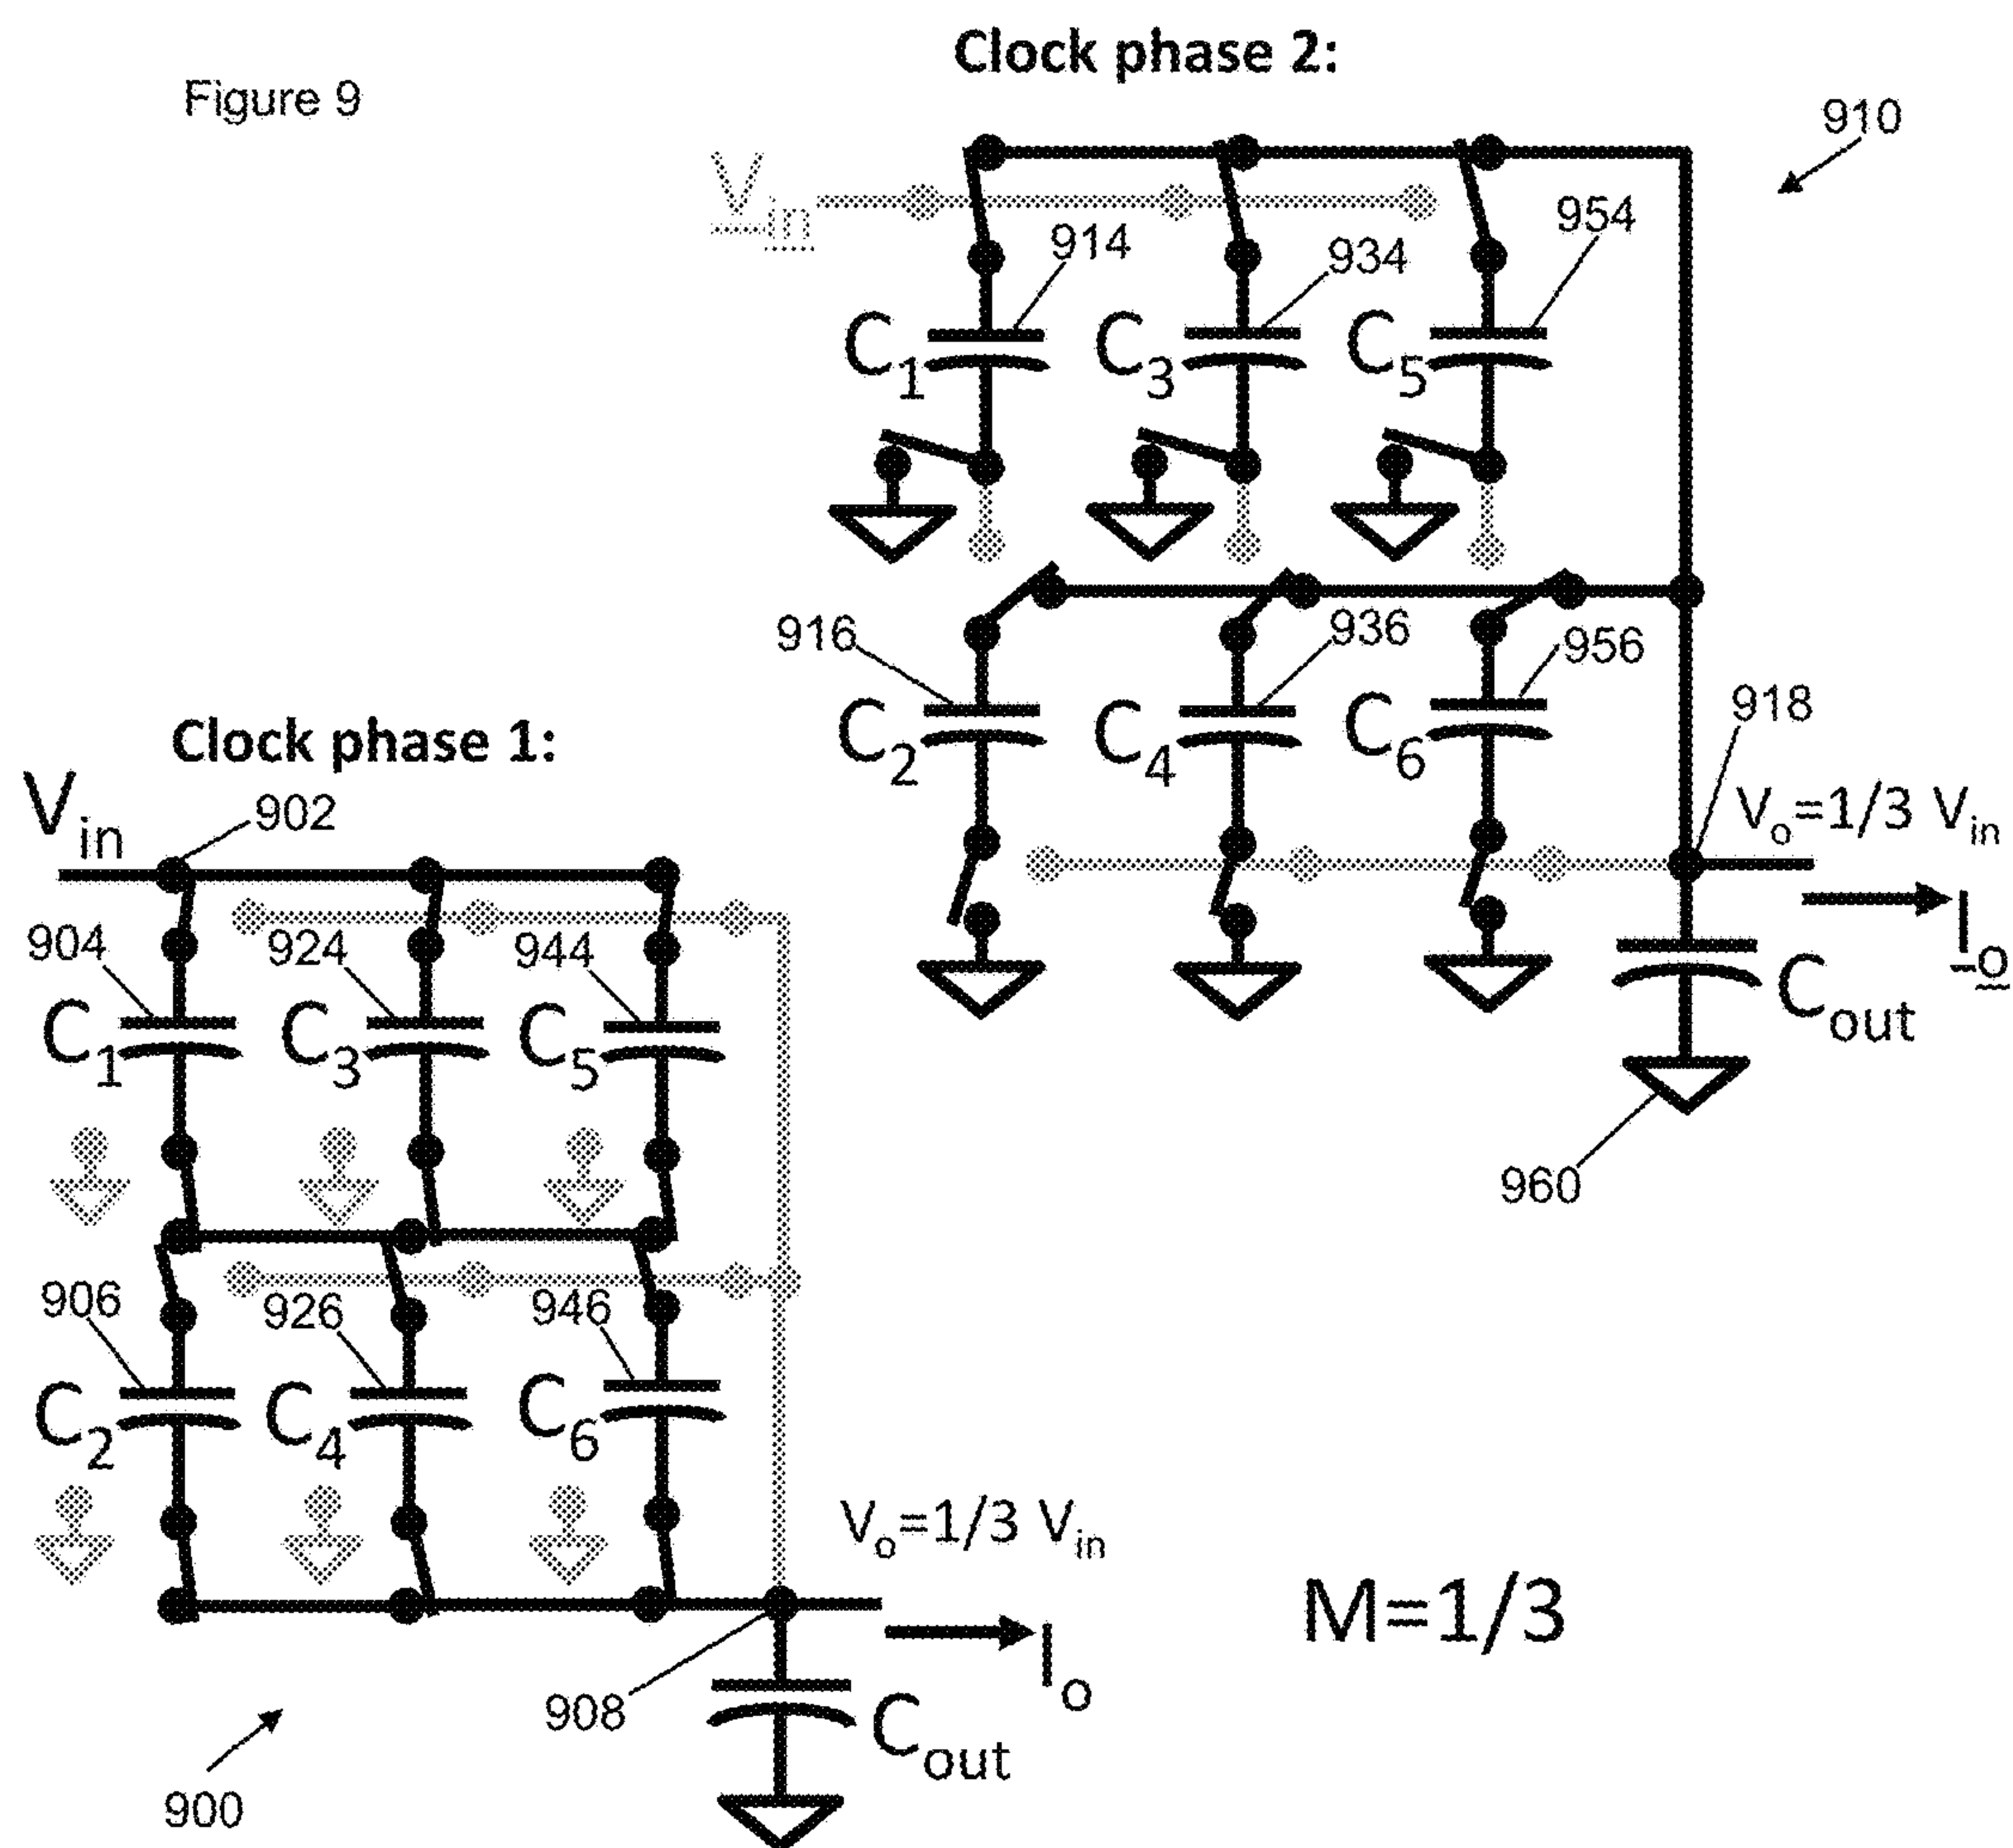 Figure 9
Clock phase 2:
910
Vin
914
934
954
C1
C3
C5
916
936
956
918
C2
C4
C6
Vo=1/3 Vin
Io
Cout
960
Clock phase 1:
Vin
902
904
924
944
C1
C3
C5
906
926
946
C2
C4
C6
Vo=1/3 Vin
Io
908
Cout
900
M=1/3